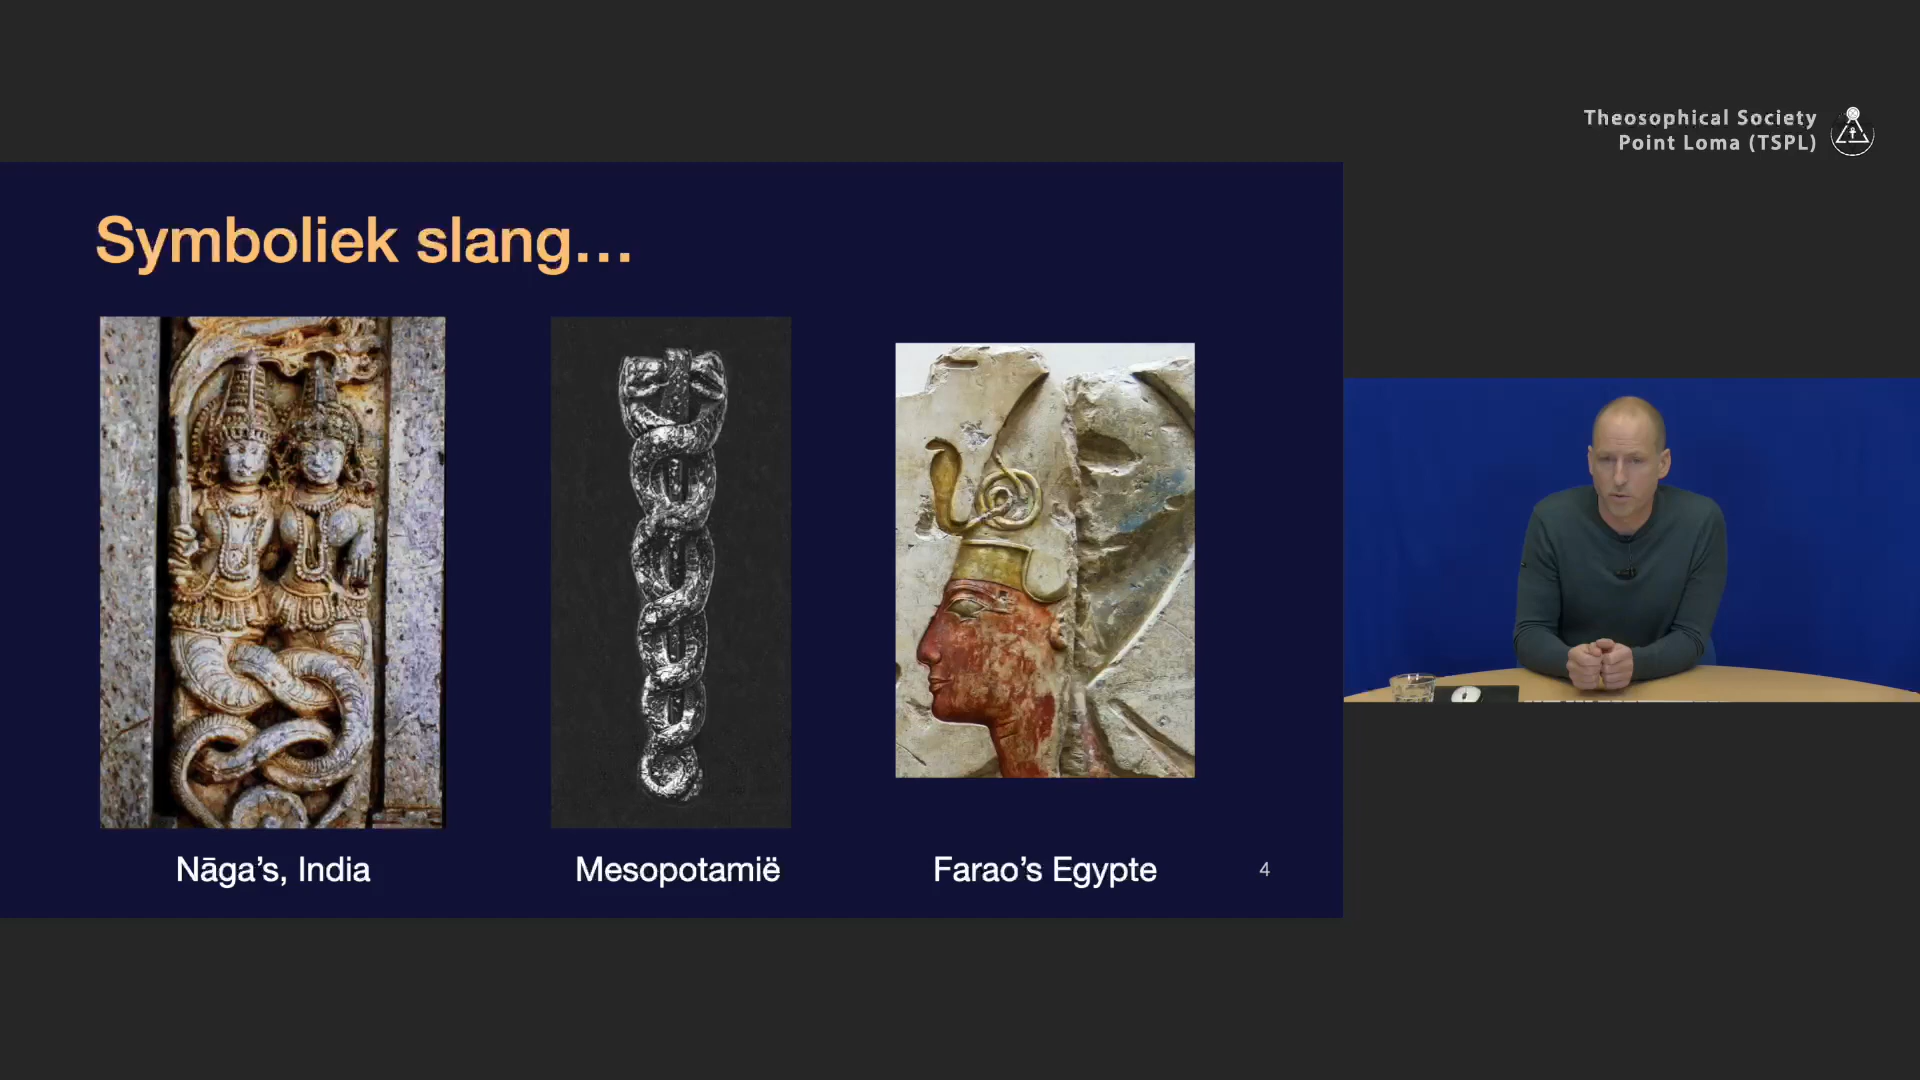 Theosophical Society
Point Loma (TSPL)
Symboliek slang...
Nāga's, India
Mesopotamië
Farao's Egypte
4